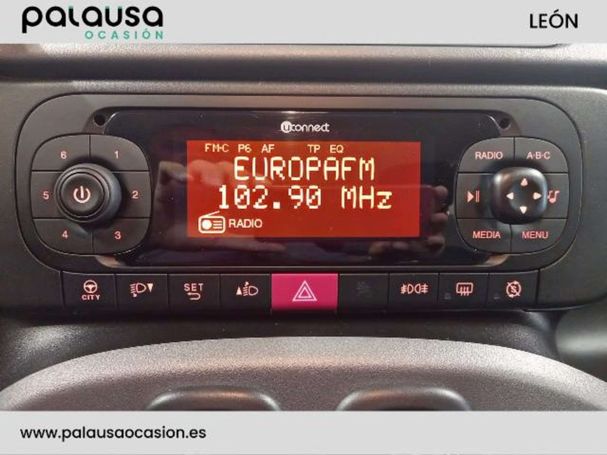 palausa
OCASIÓN
LEÓN
uconnect
FM-C P6 AF TP EQ
EUROPAFM
102.90 MHz
RADIO
6 1
5 2
4 3
RADIO A-B-C
MEDIA MENU
CITY
SET
www.palausaocasion.es